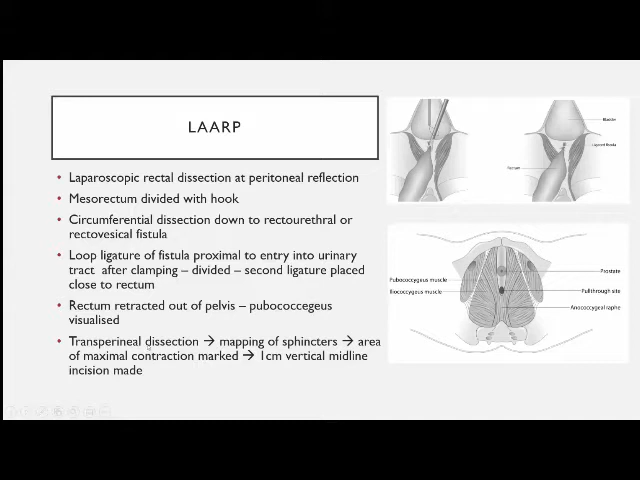 LAARP
• Laparoscopic rectal dissection at peritoneal reflection
• Mesorectum divided with hook
• Circumferential dissection down to rectourethral or
rectovesical fistula
• Loop ligature of fistula proximal to entry into urinary
tract after clamping – divided – second ligature placed
close to rectum
• Rectum retracted out of pelvis – pubococcegeus
visualised
• Transperineal dissection → mapping of sphincters → area
of maximal contraction marked → 1cm vertical midline
incision made
Bladder
Ligated fistula
Rectum
Pubococcygeus muscle
Iliococcygeus muscle
Prostate
Pullthrough site
Anococcygeal raphe